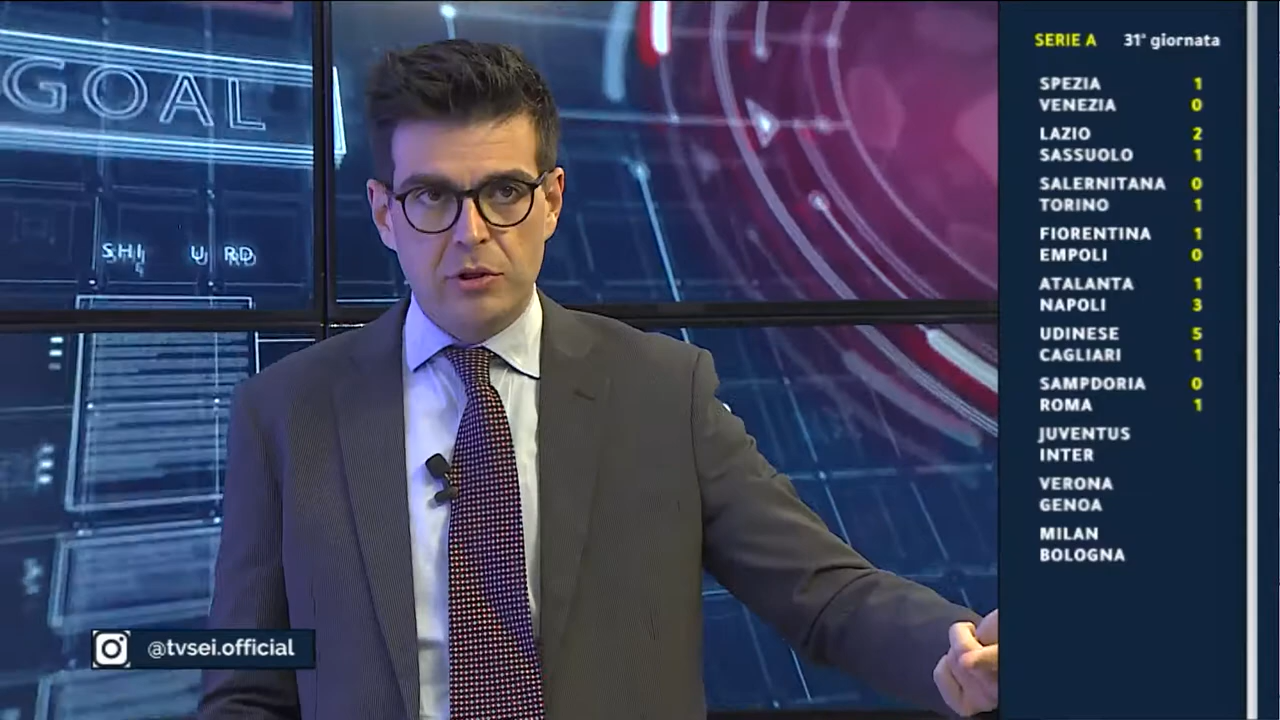 GOAL
SERIE A 31ª giornata
SPEZIA 1
VENEZIA 0
LAZIO 2
SASSUOLO 1
SALERNITANA 0
TORINO 1
FIORENTINA 1
EMPOLI 0
ATALANTA 1
NAPOLI 3
UDINESE 5
CAGLIARI 1
SAMPDORIA 0
ROMA 1
JUVENTUS
INTER
VERONA
GENOA
MILAN
BOLOGNA
@tvsei.official